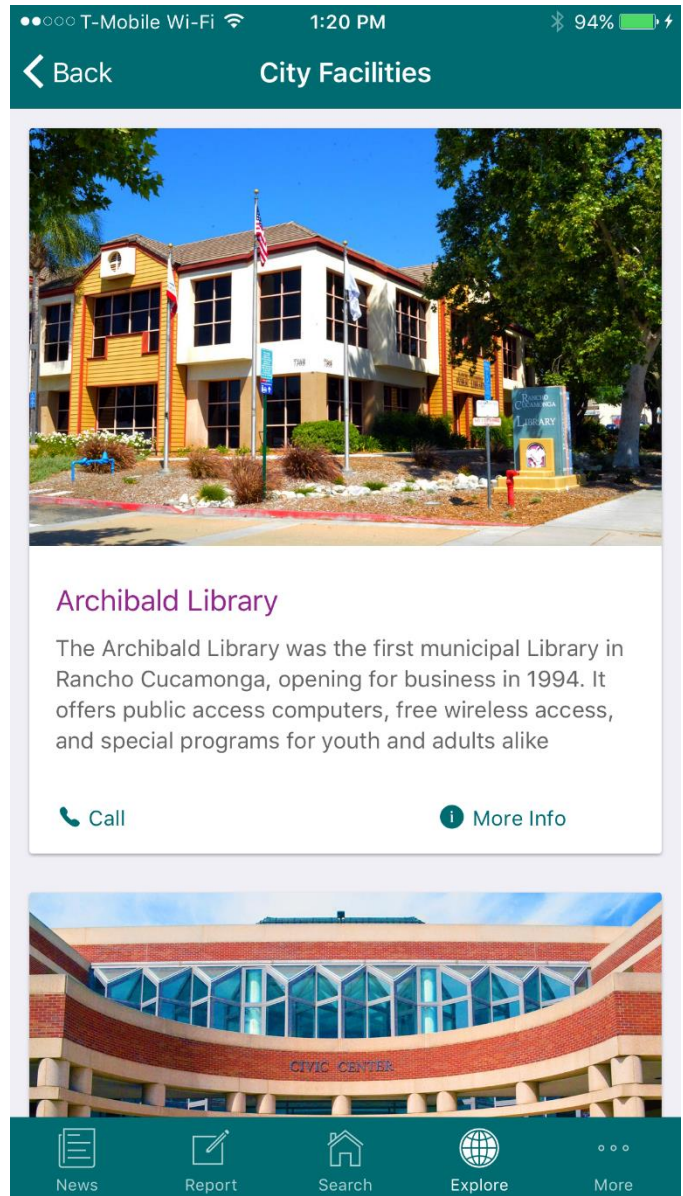 T-Mobile Wi-Fi 1:20 PM 94%
Back City Facilities
RANCHO
CUCAMONGA
LIBRARY
Archibald Library
The Archibald Library was the first municipal Library in
Rancho Cucamonga, opening for business in 1994. It
offers public access computers, free wireless access,
and special programs for youth and adults alike
Call More Info
CIVIC CENTER
News Report Search Explore More